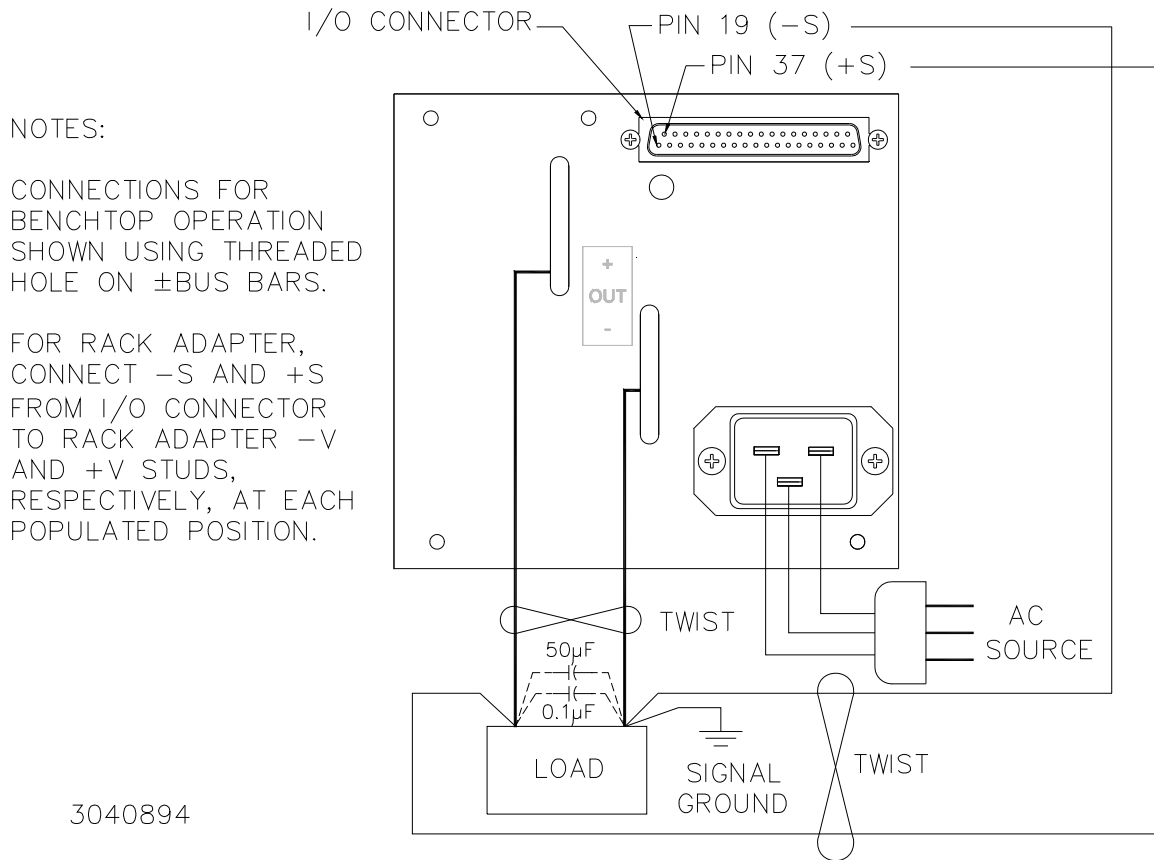 I/O CONNECTOR
PIN 19 (−S)
PIN 37 (+S)
NOTES:
CONNECTIONS FOR
BENCHTOP OPERATION
SHOWN USING THREADED
HOLE ON ±BUS BARS.
FOR RACK ADAPTER,
CONNECT −S AND +S
FROM I/O CONNECTOR
TO RACK ADAPTER −V
AND +V STUDS,
RESPECTIVELY, AT EACH
POPULATED POSITION.
+
OUT
-
TWIST
AC
SOURCE
50µF
0.1µF
LOAD
SIGNAL
GROUND
TWIST
3040894